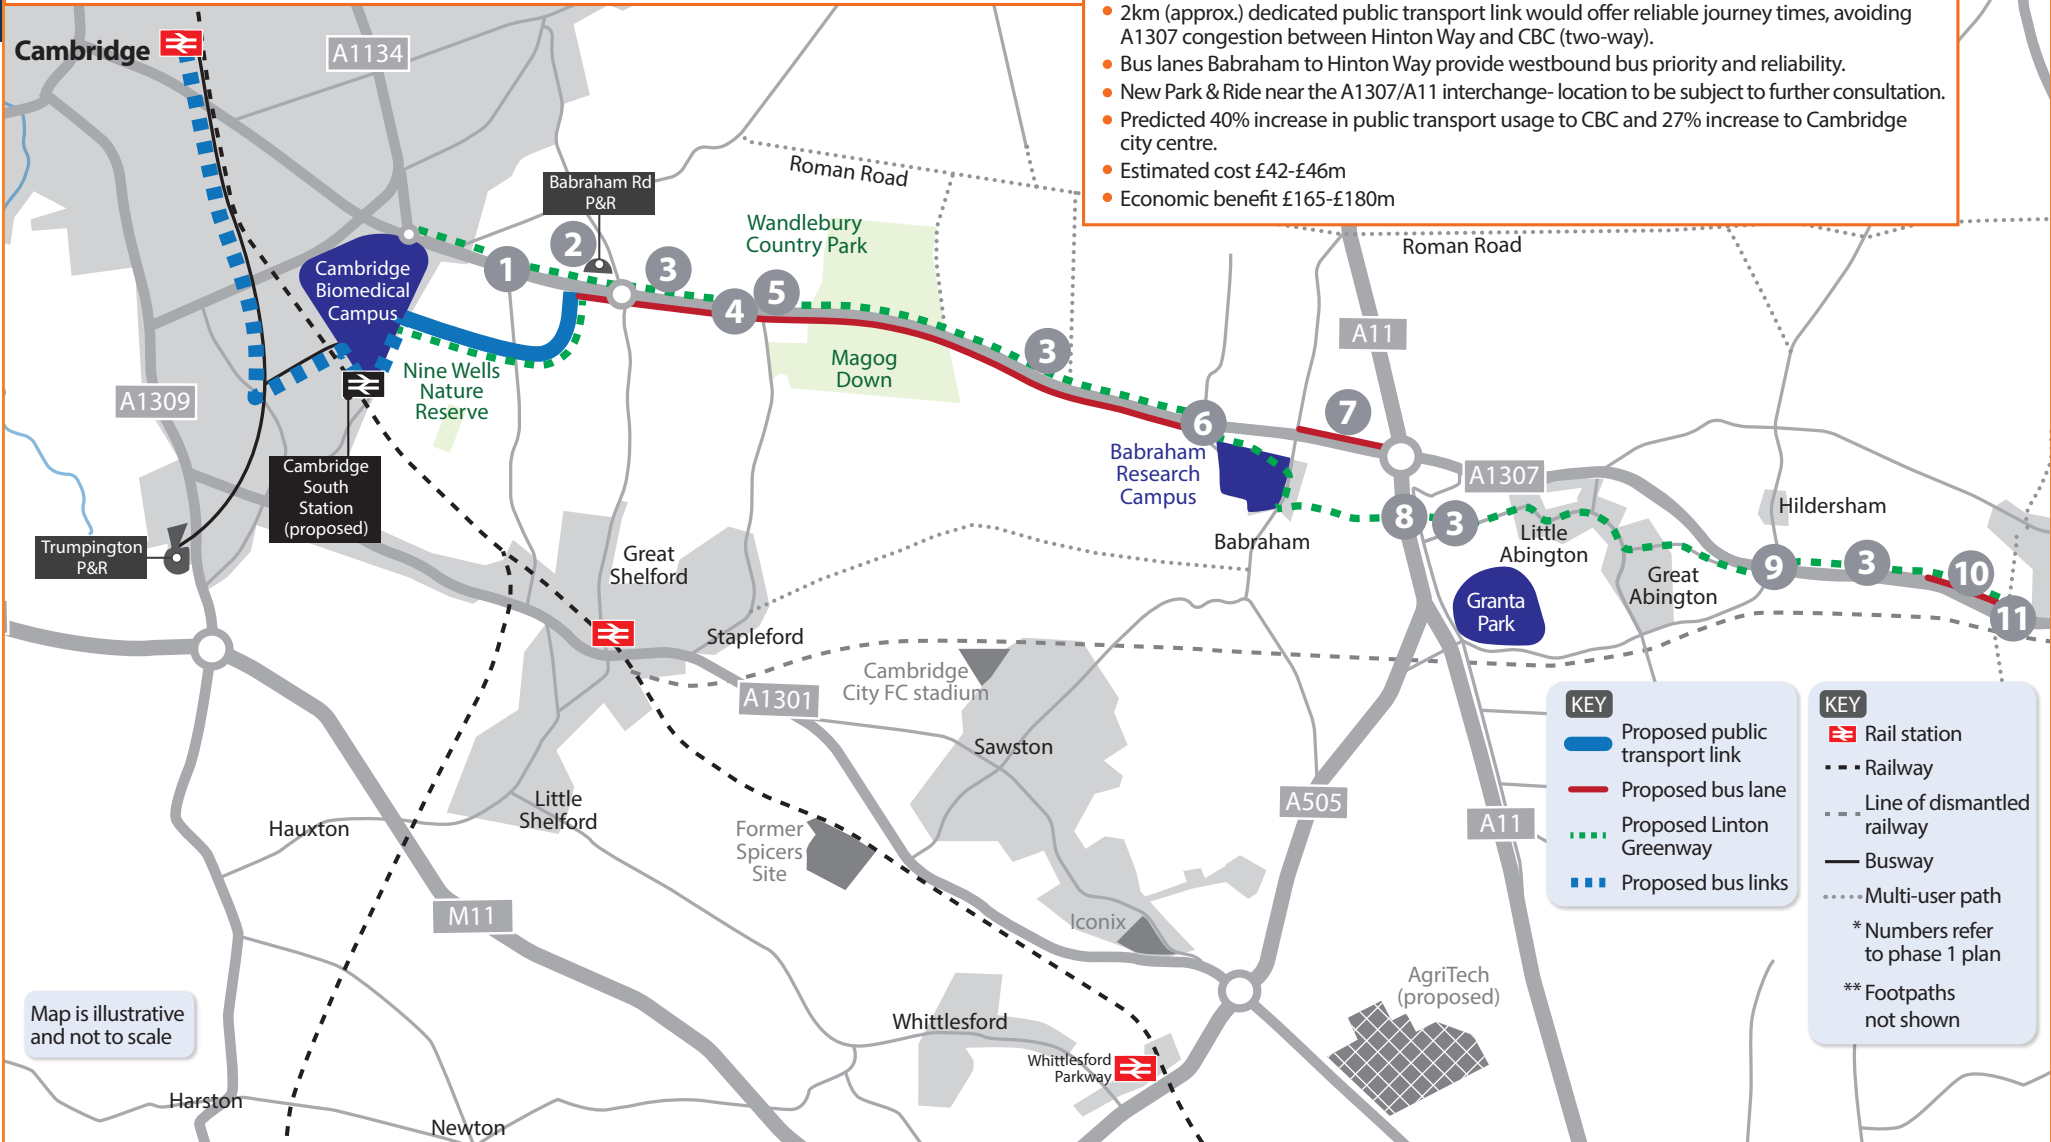 2km (approx.) dedicated public transport link would offer reliable journey times, avoiding
A1307 congestion between Hinton Way and CBC (two-way).
Bus lanes Babraham to Hinton Way provide westbound bus priority and reliability.
New Park & Ride near the A1307/A11 interchange- location to be subject to further consultation.
Predicted 40% increase in public transport usage to CBC and 27% increase to Cambridge
city centre.
Estimated cost £42-£46m
Economic benefit £165-£180m
Cambridge
A1134
Babraham Rd
P&R
Roman Road
Wandlebury
Country Park
Roman Road
Cambridge
Biomedical
Campus
1
2
3
4
5
3
A11
Magog
Down
Nine Wells
Nature
Reserve
A1309
6
7
Babraham
Research
Campus
A1307
Cambridge
South
Station
(proposed)
Hildersham
8
3
Little
Abington
Babraham
Trumpington
P&R
Great
Shelford
Great
Abington
9
3
10
11
Granta
Park
Stapleford
Cambridge
City FC stadium
A1301
Sawston
A505
A11
Little
Shelford
Hauxton
Former
Spicers
Site
M11
Iconix
AgriTech
(proposed)
Whittlesford
Whittlesford
Parkway
Harston
Newton
Map is illustrative
and not to scale
KEY
Proposed public
transport link
Proposed bus lane
Proposed Linton
Greenway
Proposed bus links
KEY
Rail station
Railway
Line of dismantled
railway
Busway
Multi-user path
* Numbers refer
to phase 1 plan
** Footpaths
not shown